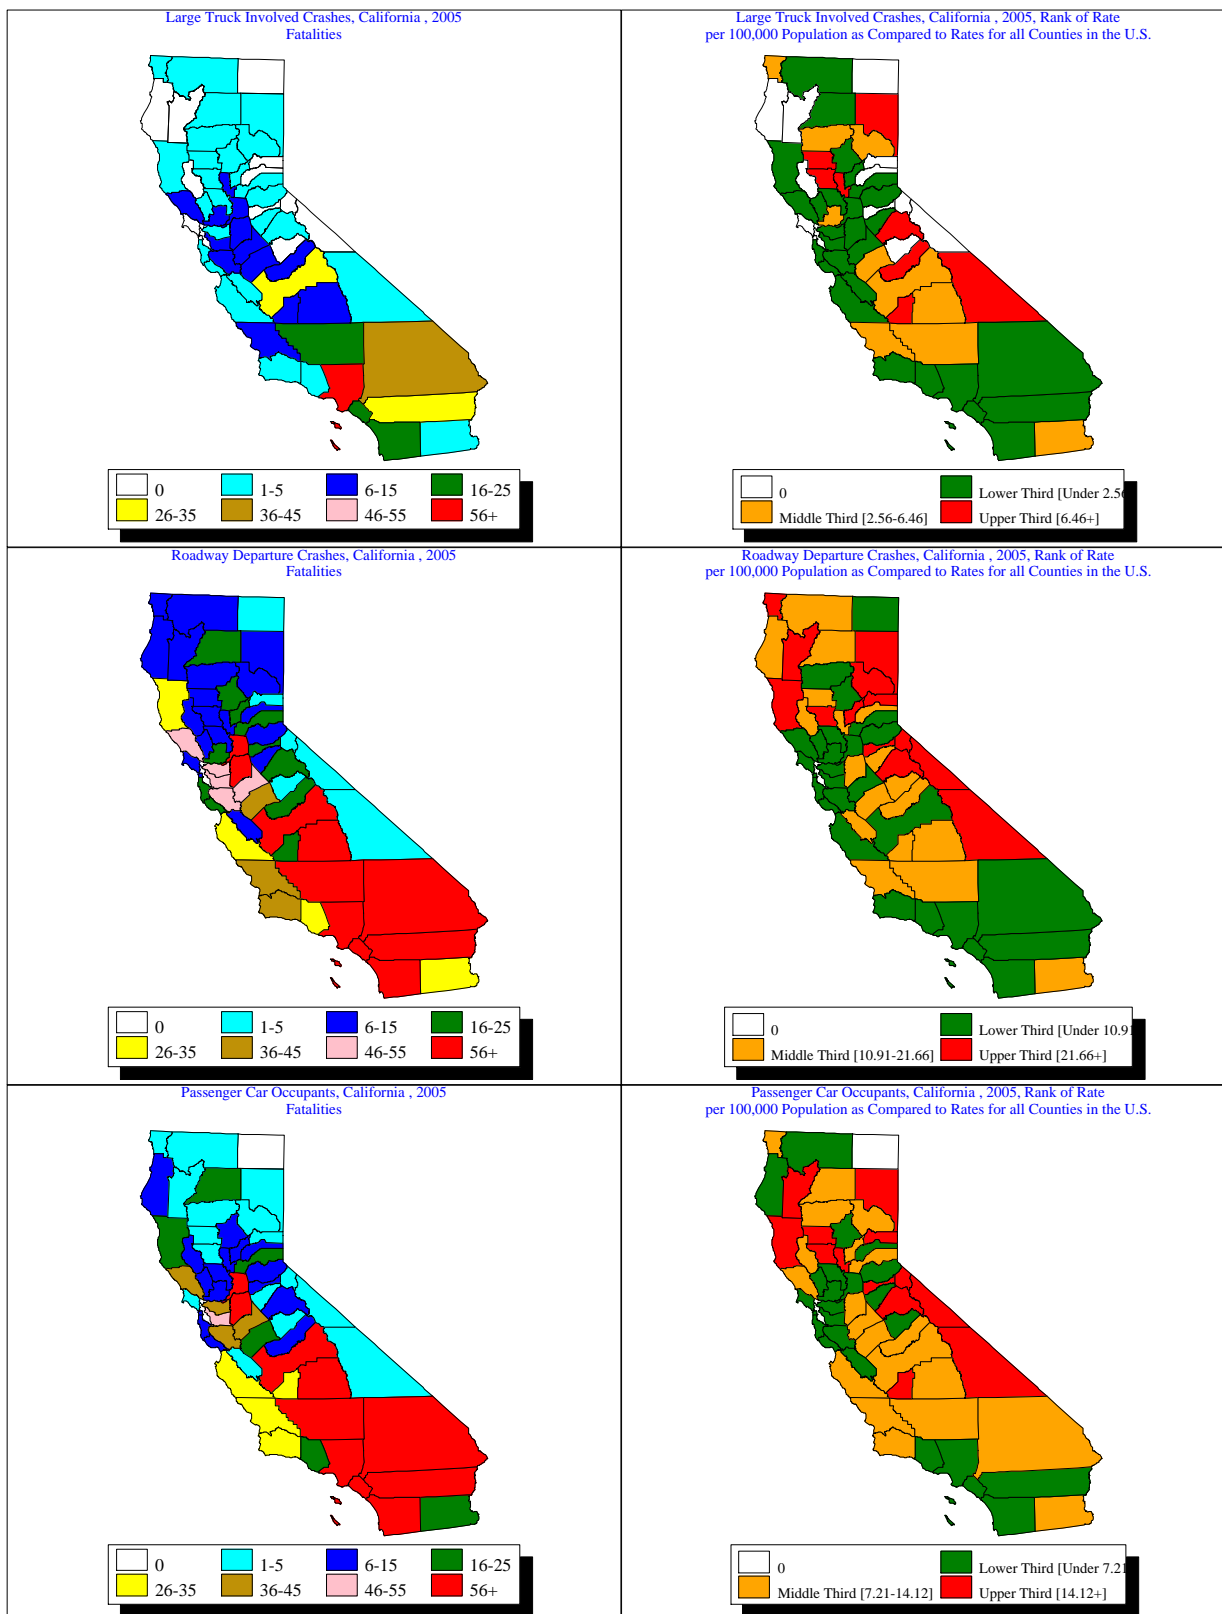 Large Truck Involved Crashes, California , 2005
Fatalities
0
1-5
6-15
16-25
26-35
36-45
46-55
56+
Large Truck Involved Crashes, California , 2005, Rank of Rate
per 100,000 Population as Compared to Rates for all Counties in the U.S.
0
Lower Third [Under 2.56
Middle Third [2.56-6.46]
Upper Third [6.46+]
Roadway Departure Crashes, California , 2005
Fatalities
0
1-5
6-15
16-25
26-35
36-45
46-55
56+
Roadway Departure Crashes, California , 2005, Rank of Rate
per 100,000 Population as Compared to Rates for all Counties in the U.S.
0
Lower Third [Under 10.91
Middle Third [10.91-21.66]
Upper Third [21.66+]
Passenger Car Occupants, California , 2005
Fatalities
0
1-5
6-15
16-25
26-35
36-45
46-55
56+
Passenger Car Occupants, California , 2005, Rank of Rate
per 100,000 Population as Compared to Rates for all Counties in the U.S.
0
Lower Third [Under 7.21
Middle Third [7.21-14.12]
Upper Third [14.12+]